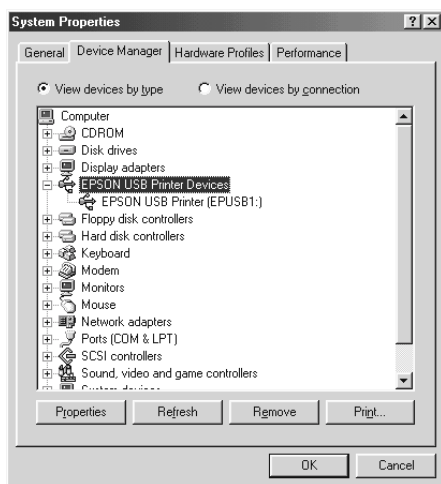 System Properties
General Device Manager Hardware Profiles Performance
View devices by type View devices by connection
Computer
CDROM
Disk drives
Display adapters
EPSON USB Printer Devices
EPSON USB Printer (EPUSB1:)
Floppy disk controllers
Hard disk controllers
Keyboard
Modem
Monitors
Mouse
Network adapters
Ports (COM & LPT)
SCSI controllers
Sound, video and game controllers
System devices
Properties Refresh Remove Print...
OK Cancel